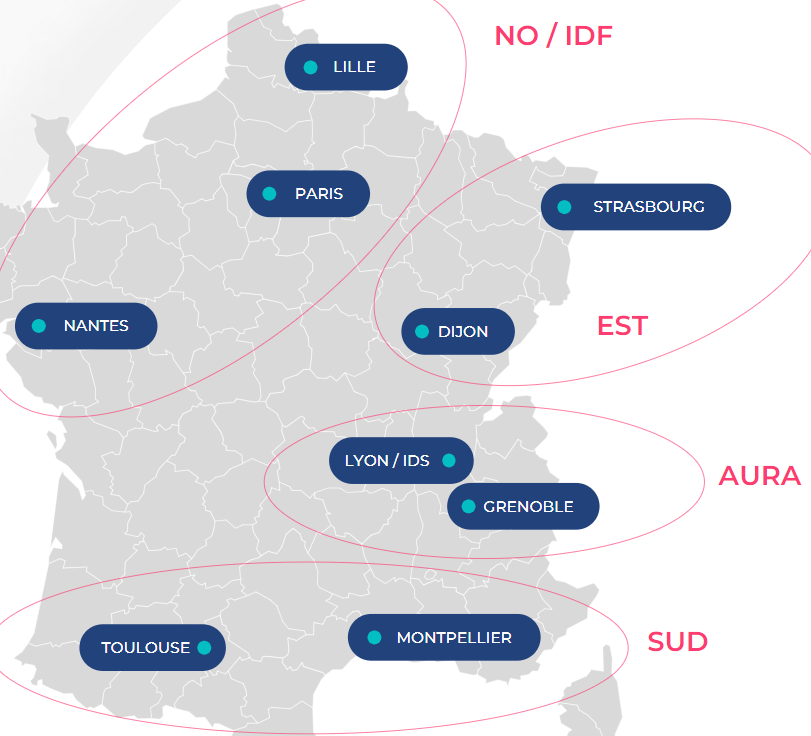 NO / IDF
LILLE
PARIS
STRASBOURG
NANTES
EST
DIJON
LYON / IDS
AURA
GRENOBLE
MONTPELLIER
SUD
TOULOUSE